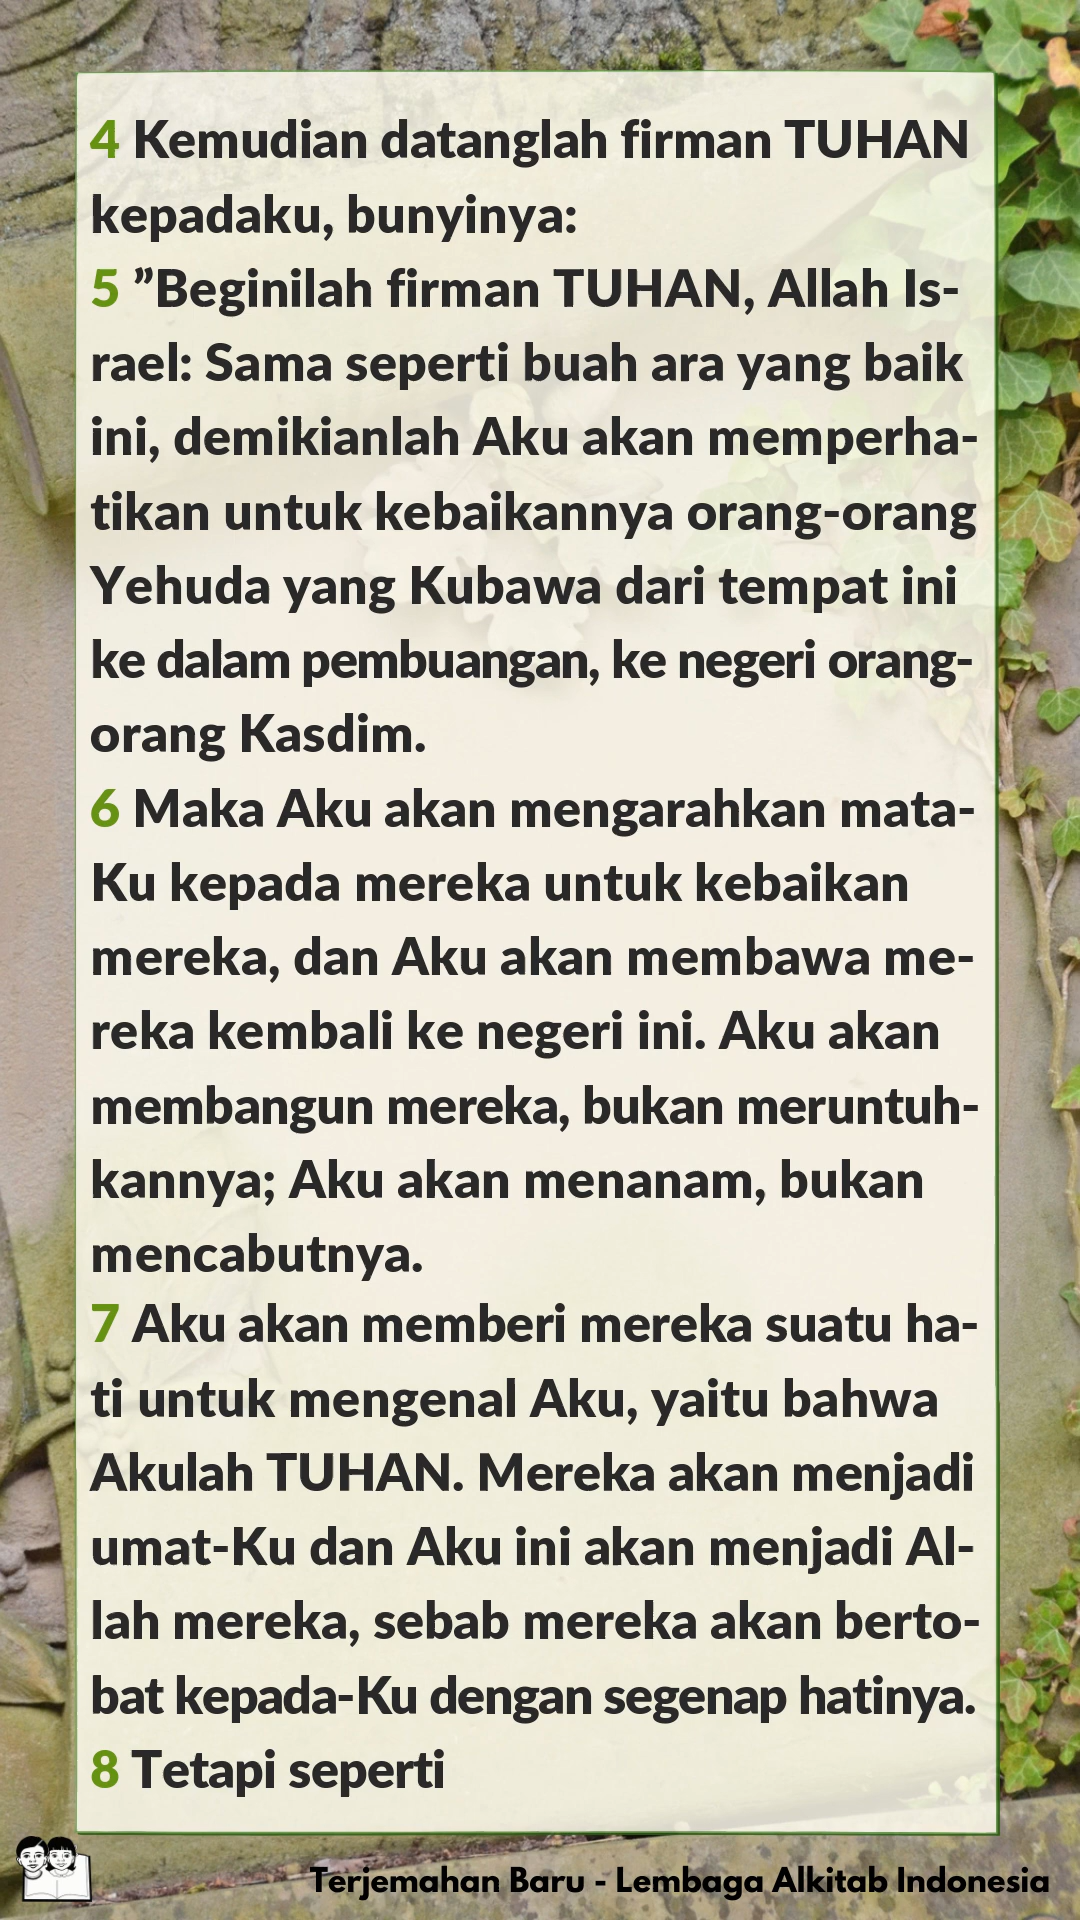 4 Kemudian datanglah firman TUHAN
kepadaku, bunyinya:
5 ”Beginilah firman TUHAN, Allah Is-
rael: Sama seperti buah ara yang baik
ini, demikianlah Aku akan memperha-
tikan untuk kebaikannya orang-orang
Yehuda yang Kubawa dari tempat ini
ke dalam pembuangan, ke negeri orang-
orang Kasdim.
6 Maka Aku akan mengarahkan mata-
Ku kepada mereka untuk kebaikan
mereka, dan Aku akan membawa me-
reka kembali ke negeri ini. Aku akan
membangun mereka, bukan meruntuh-
kannya; Aku akan menanam, bukan
mencabutnya.
7 Aku akan memberi mereka suatu ha-
ti untuk mengenal Aku, yaitu bahwa
Akulah TUHAN. Mereka akan menjadi
umat-Ku dan Aku ini akan menjadi Al-
lah mereka, sebab mereka akan berto-
bat kepada-Ku dengan segenap hatinya.
8 Tetapi seperti
Terjemahan Baru - Lembaga Alkitab Indonesia